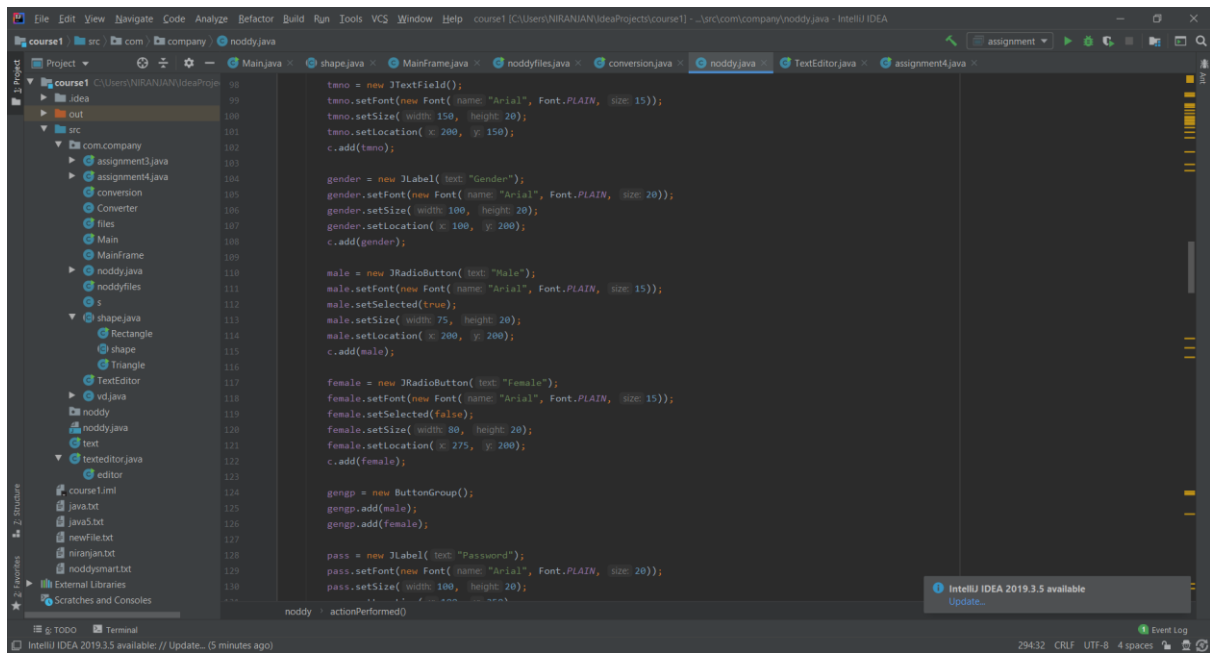 File Edit View Navigate Code Analyze Refactor Build Run Tools VCS Window Help course1 [C:\Users\NIRANJAN\IdeaProjects\course1] - ...\src\com\company\noddy.java - IntelliJ IDEA
course1 src com company noddy.java assignment
Project Main.java shape.java MainFrame.java noddyfiles.java conversion.java noddy.java TextEditor.java assignment4.java
1: Project
Ant
course1 C:\Users\NIRANJAN\IdeaProje
.idea
out
src
com.company
assignment3.java
assignment4.java
conversion
Converter
files
Main
MainFrame
noddy.java
noddyfiles
s
shape.java
Rectangle
shape
Triangle
TextEditor
vd.java
noddy
noddy.java
text
texteditor.java
editor
course1.iml
java.txt
java5.txt
newFile.txt
niranjan.txt
noddysmart.txt
External Libraries
Scratches and Consoles
Z: Structure
2: Favorites
98 tmno = new JTextField();
99 tmno.setFont(new Font( name: "Arial", Font.PLAIN, size: 15));
100 tmno.setSize( width: 150, height: 20);
101 tmno.setLocation( x: 200, y: 150);
102 c.add(tmno);
103
104 gender = new JLabel( text: "Gender");
105 gender.setFont(new Font( name: "Arial", Font.PLAIN, size: 20));
106 gender.setSize( width: 100, height: 20);
107 gender.setLocation( x: 100, y: 200);
108 c.add(gender);
109
110 male = new JRadioButton( text: "Male");
111 male.setFont(new Font( name: "Arial", Font.PLAIN, size: 15));
112 male.setSelected(true);
113 male.setSize( width: 75, height: 20);
114 male.setLocation( x: 200, y: 200);
115 c.add(male);
116
117 female = new JRadioButton( text: "Female");
118 female.setFont(new Font( name: "Arial", Font.PLAIN, size: 15));
119 female.setSelected(false);
120 female.setSize( width: 80, height: 20);
121 female.setLocation( x: 275, y: 200);
122 c.add(female);
123
124 gengp = new ButtonGroup();
125 gengp.add(male);
126 gengp.add(female);
127
128 pass = new JLabel( text: "Password");
129 pass.setFont(new Font( name: "Arial", Font.PLAIN, size: 20));
130 pass.setSize( width: 100, height: 20);
noddy actionPerformed()
IntelliJ IDEA 2019.3.5 available
Update...
6: TODO Terminal 1 Event Log
IntelliJ IDEA 2019.3.5 available: // Update... (5 minutes ago) 294:32 CRLF UTF-8 4 spaces